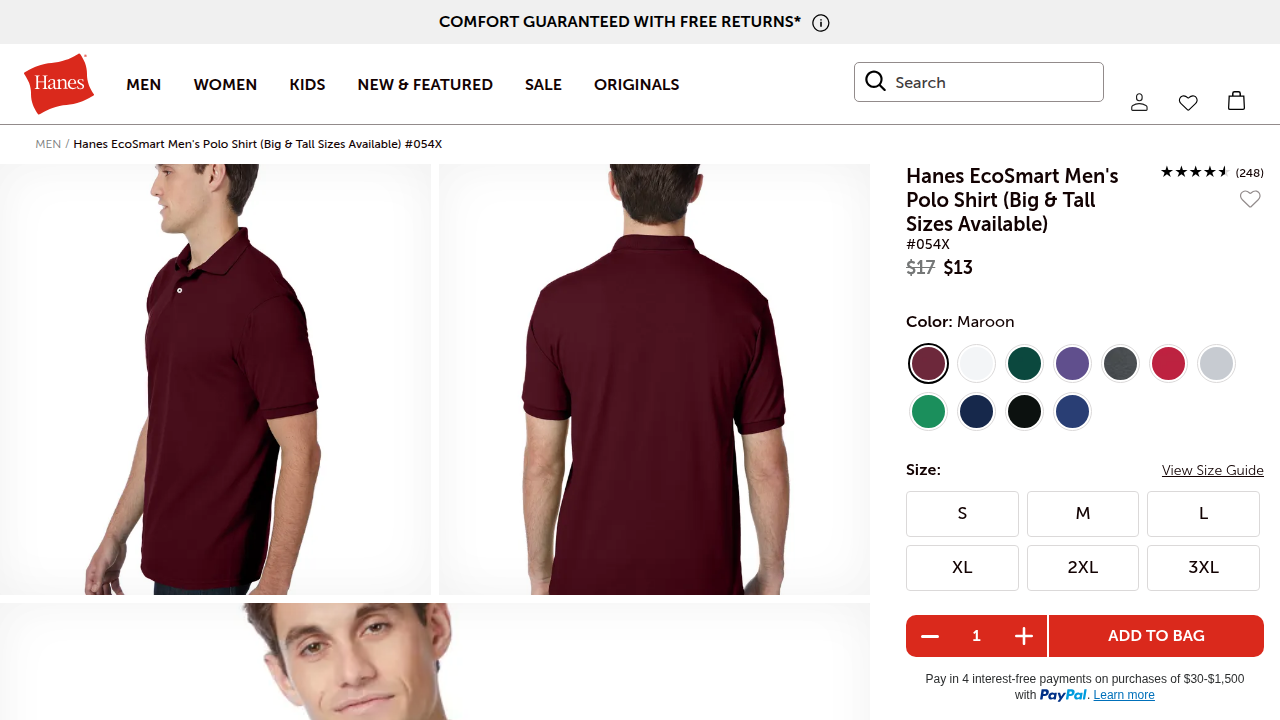 COMFORT GUARANTEED WITH FREE RETURNS*
Hanes
MEN
WOMEN
KIDS
NEW & FEATURED
SALE
ORIGINALS
Search
MEN / Hanes EcoSmart Men's Polo Shirt (Big & Tall Sizes Available) #054X
Hanes EcoSmart Men's
Polo Shirt (Big & Tall
Sizes Available)
(248)
#054X
$17 $13
Color: Maroon
Size:
View Size Guide
S
M
L
XL
2XL
3XL
1
ADD TO BAG
Pay in 4 interest-free payments on purchases of $30-$1,500
with PayPal. Learn more